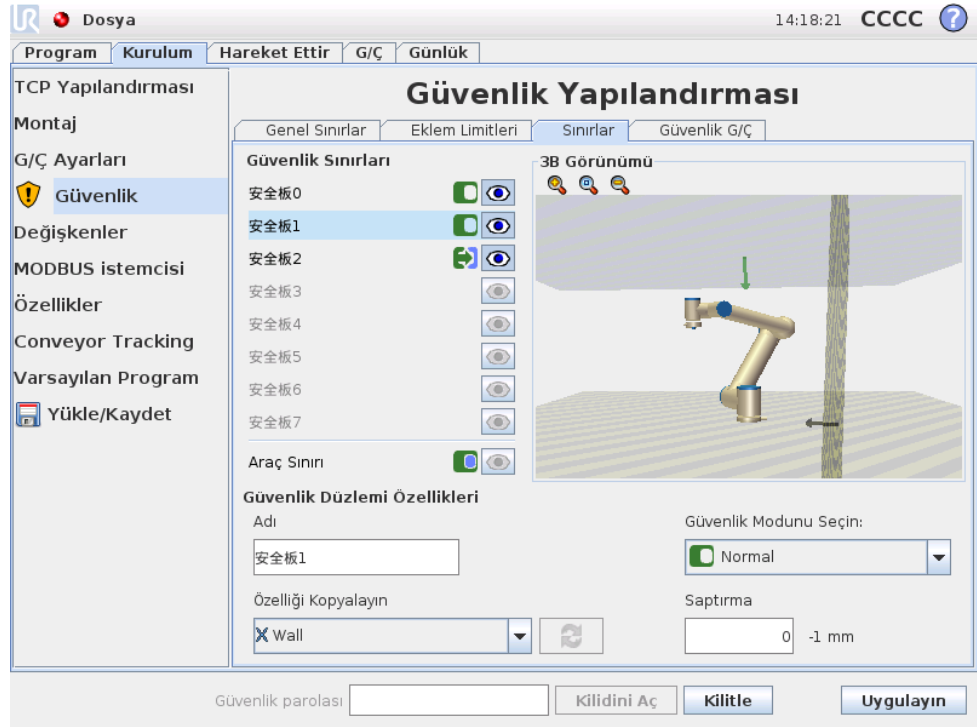 UR Dosya 14:18:21 CCCC ?
Program Kurulum Hareket Ettir G/Ç Günlük
TCP Yapılandırması
Montaj
G/Ç Ayarları
Güvenlik
Değişkenler
MODBUS istemcisi
Özellikler
Conveyor Tracking
Varsayılan Program
Yükle/Kaydet
Güvenlik Yapılandırması
Genel Sınırlar Eklem Limitleri Sınırlar Güvenlik G/Ç
Güvenlik Sınırları
安全板0
安全板1
安全板2
安全板3
安全板4
安全板5
安全板6
安全板7
Araç Sınırı
3B Görünümü
Güvenlik Düzlemi Özellikleri
Adı
安全板1
Güvenlik Modunu Seçin:
Normal
Özelliği Kopyalayın
Wall
Saptırma
0 -1 mm
Güvenlik parolası Kilidini Aç Kilitle Uygulayın